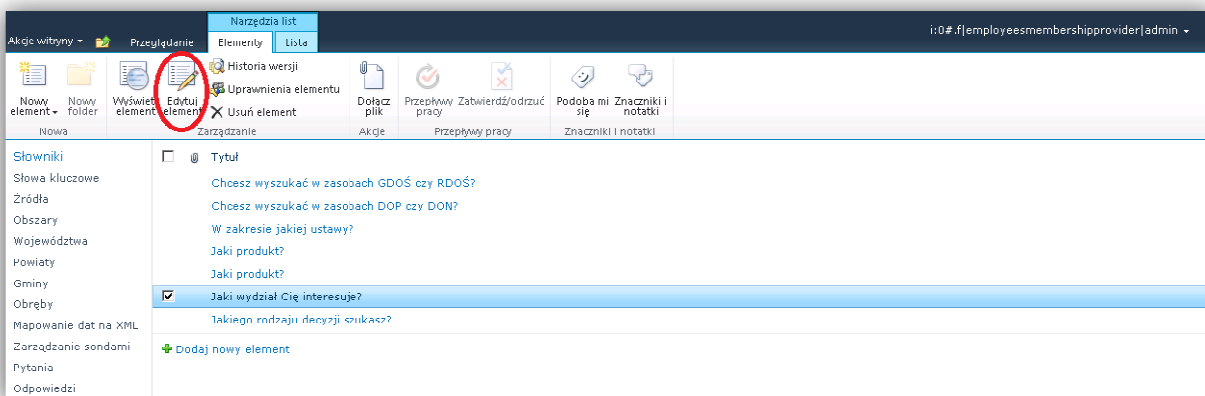 Narzędzia list
Akcje witryny
Przeglądanie
Elementy
Lista
i:0#.f|employeesmembershipprovider|admin
Nowy element
Nowy folder
Wyświetl element
Edytuj element
Historia wersji
Uprawnienia elementu
Usuń element
Dołącz plik
Przepływy pracy
Zatwierdź/odrzuć
Podoba mi się
Znaczniki i notatki
Nowa
Zarządzanie
Akcje
Przepływy pracy
Znaczniki i notatki
Słowniki
Słowa kluczowe
Źródła
Obszary
Województwa
Powiaty
Gminy
Obręby
Mapowanie dat na XML
Zarządzanie sondami
Pytania
Odpowiedzi
Tytuł
Chcesz wyszukać w zasobach GDOŚ czy RDOŚ?
Chcesz wyszukać w zasobach DOP czy DON?
W zakresie jakiej ustawy?
Jaki produkt?
Jaki produkt?
Jaki wydział Cię interesuje?
Jakiego rodzaju decyzji szukasz?
Dodaj nowy element